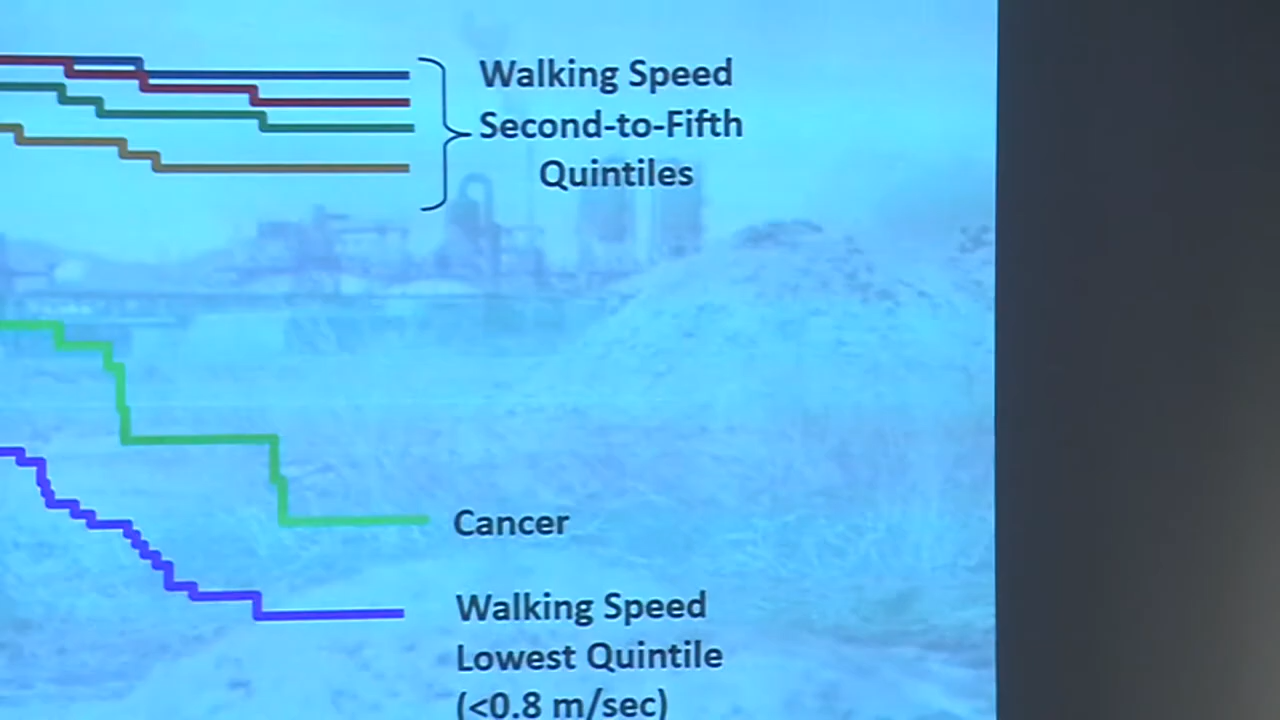 Walking Speed
Second-to-Fifth
Quintiles
Cancer
Walking Speed
Lowest Quintile
(<0.8 m/sec)